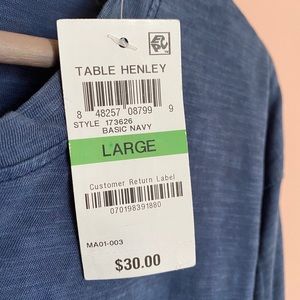 TABLE HENLEY
8 48257 08799 9
STYLE 173626
BASIC NAVY
LARGE
Customer Return Label
070198391880
MA01-003
$30.00